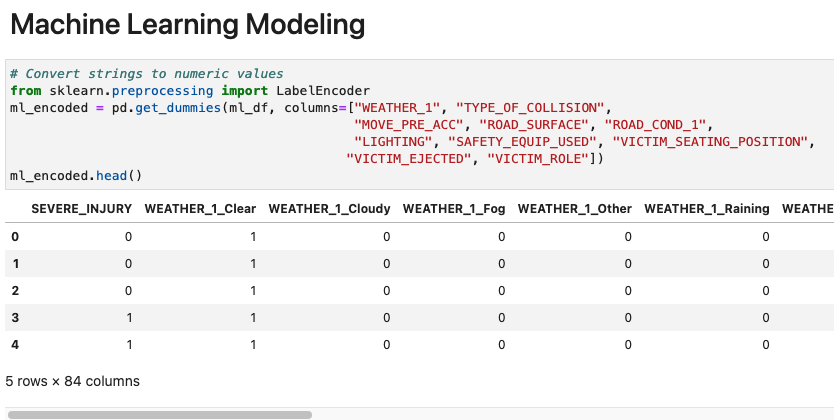 Machine Learning Modeling
# Convert strings to numeric values
from sklearn.preprocessing import LabelEncoder
ml_encoded = pd.get_dummies(ml_df, columns=["WEATHER_1", "TYPE_OF_COLLISION",
"MOVE_PRE_ACC", "ROAD_SURFACE", "ROAD_COND_1",
"LIGHTING", "SAFETY_EQUIP_USED", "VICTIM_SEATING_POSITION",
"VICTIM_EJECTED", "VICTIM_ROLE"])
ml_encoded.head()
SEVERE_INJURY WEATHER_1_Clear WEATHER_1_Cloudy WEATHER_1_Fog WEATHER_1_Other WEATHER_1_Raining WEATHE
0 0 1 0 0 0 0
1 0 1 0 0 0 0
2 0 1 0 0 0 0
3 1 1 0 0 0 0
4 1 1 0 0 0 0
5 rows × 84 columns